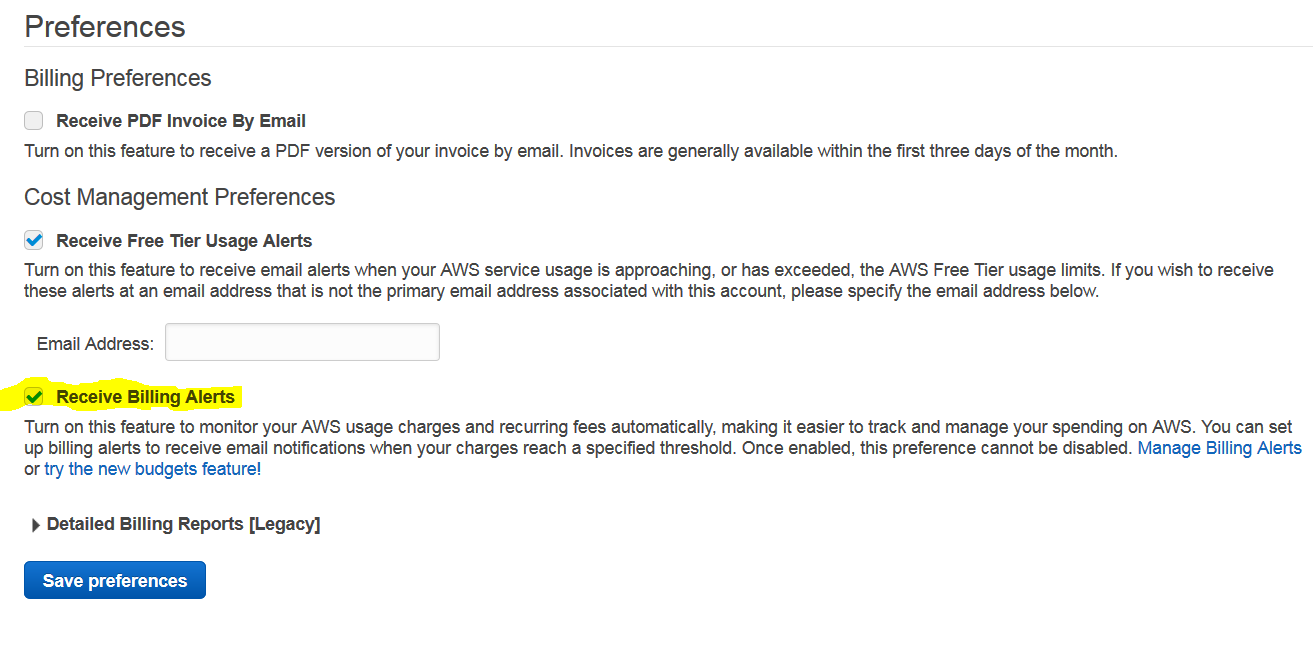 Preferences
Billing Preferences
Receive PDF Invoice By Email
Turn on this feature to receive a PDF version of your invoice by email. Invoices are generally available within the first three days of the month.
Cost Management Preferences
Receive Free Tier Usage Alerts
Turn on this feature to receive email alerts when your AWS service usage is approaching, or has exceeded, the AWS Free Tier usage limits. If you wish to receive
these alerts at an email address that is not the primary email address associated with this account, please specify the email address below.
Email Address:
Receive Billing Alerts
Turn on this feature to monitor your AWS usage charges and recurring fees automatically, making it easier to track and manage your spending on AWS. You can set
up billing alerts to receive email notifications when your charges reach a specified threshold. Once enabled, this preference cannot be disabled. Manage Billing Alerts
or try the new budgets feature!
Detailed Billing Reports [Legacy]
Save preferences